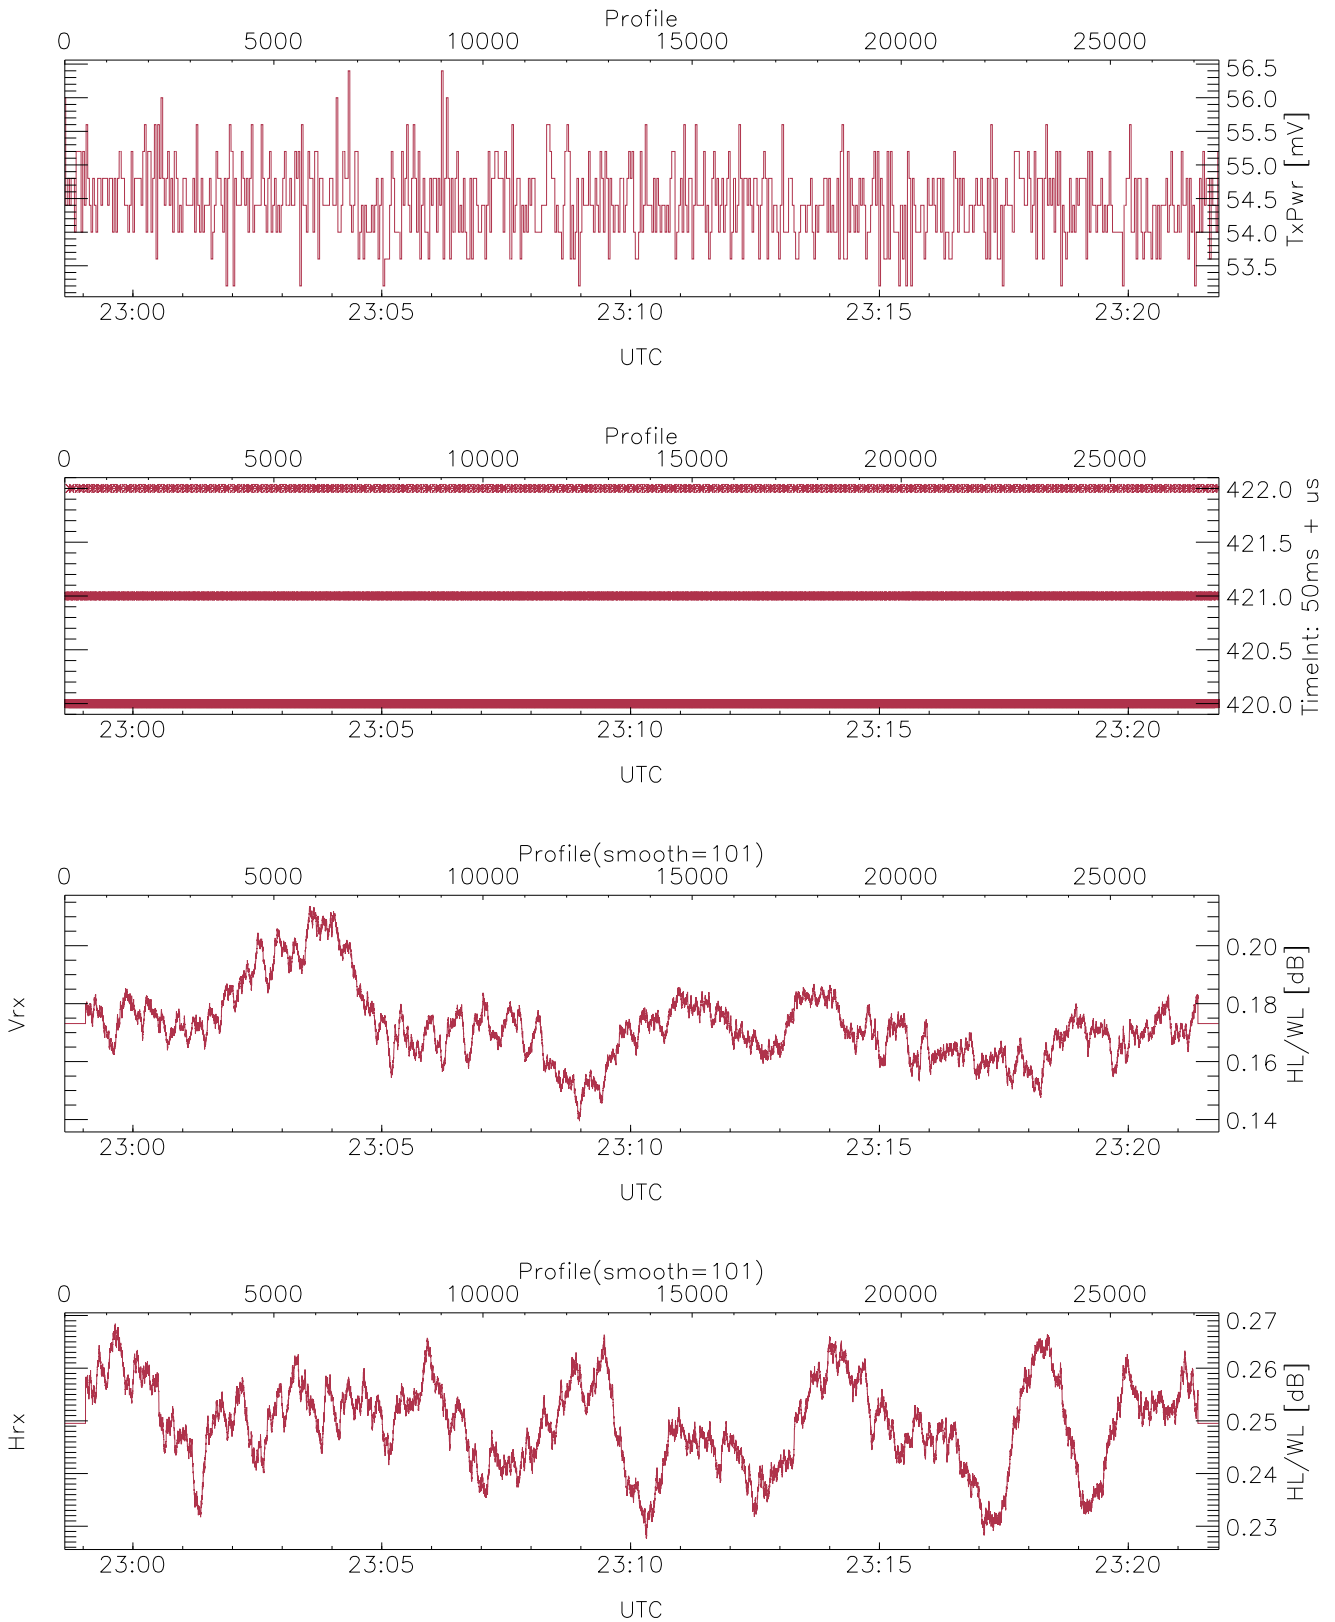 Profile
0 5000 10000 15000 20000 25000
56.5
56.0
55.5
55.0
54.5
54.0
53.5
TxPwr [mV]
23:00 23:05 23:10 23:15 23:20
UTC
Profile
0 5000 10000 15000 20000 25000
422.0
421.5
421.0
420.5
420.0
TimeInt: 50ms + us
23:00 23:05 23:10 23:15 23:20
UTC
Profile(smooth=101)
0 5000 10000 15000 20000 25000
Vrx
0.20
0.18
0.16
0.14
HL/WL [dB]
23:00 23:05 23:10 23:15 23:20
UTC
Profile(smooth=101)
0 5000 10000 15000 20000 25000
Hrx
0.27
0.26
0.25
0.24
0.23
HL/WL [dB]
23:00 23:05 23:10 23:15 23:20
UTC